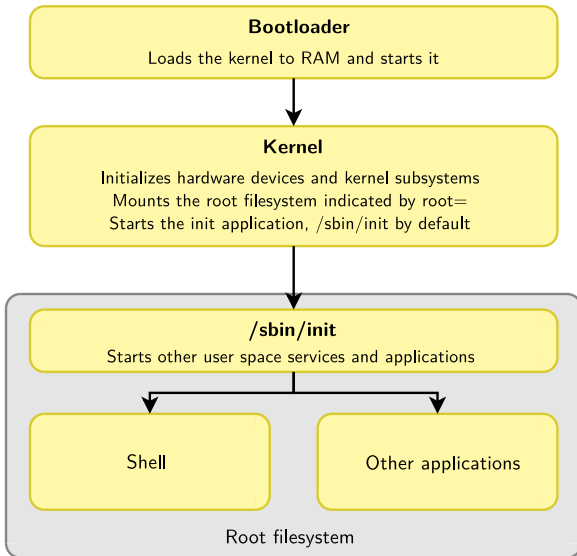 Bootloader
Loads the kernel to RAM and starts it
Kernel
Initializes hardware devices and kernel subsystems
Mounts the root filesystem indicated by root=
Starts the init application, /sbin/init by default
/sbin/init
Starts other user space services and applications
Shell
Other applications
Root filesystem